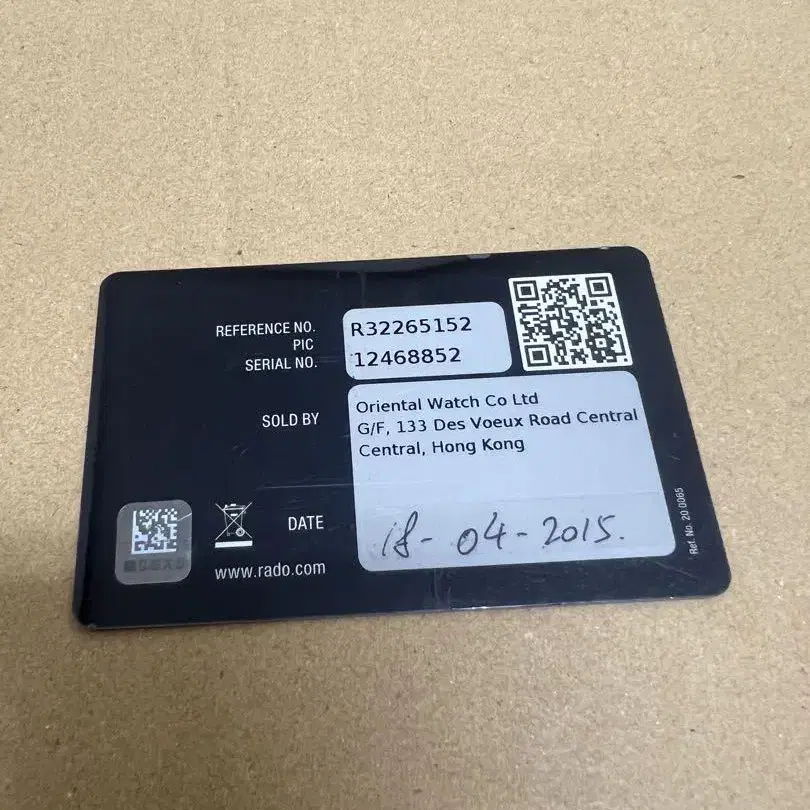 REFERENCE NO.
PIC
SERIAL NO.
R32265152
12468852
SOLD BY
Oriental Watch Co Ltd
G/F, 133 Des Voeux Road Central
Central, Hong Kong
DATE
18-04-2015.
www.rado.com
Ref. No. 20 0065